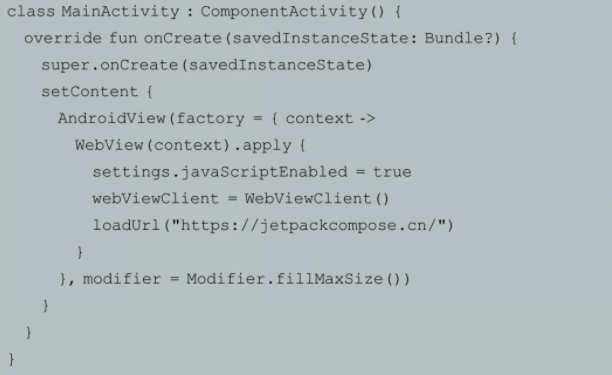 class MainActivity : ComponentActivity() {
  override fun onCreate(savedInstanceState: Bundle?) {
    super.onCreate(savedInstanceState)
    setContent {
      AndroidView(factory = { context ->
        WebView(context).apply {
          settings.javaScriptEnabled = true
          webViewClient = WebViewClient()
          loadUrl("https://jetpackcompose.cn/")
        }
      }, modifier = Modifier.fillMaxSize())
    }
  }
}